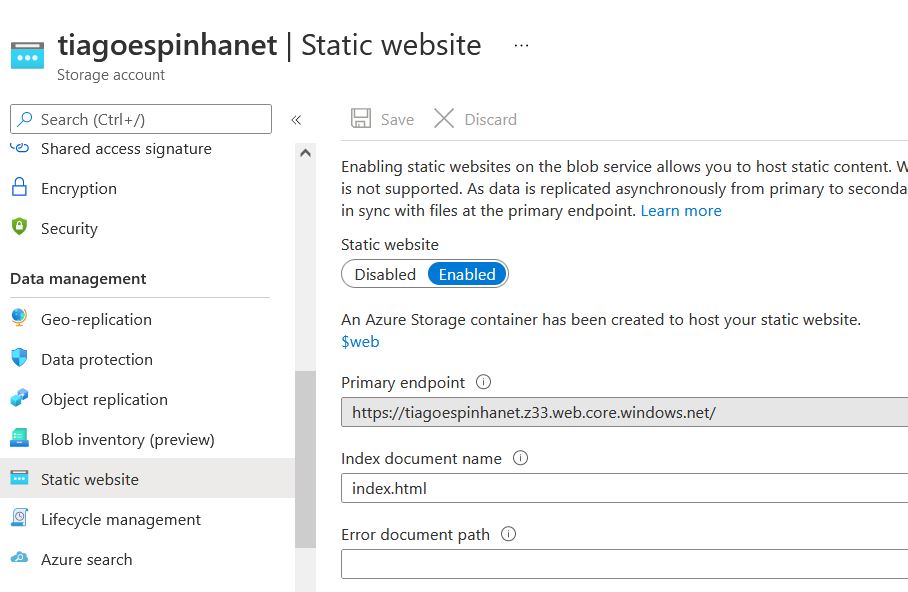 tiagoespinhanet | Static website ...
Storage account
Search (Ctrl+/)
«
Shared access signature
Encryption
Security
Data management
Geo-replication
Data protection
Object replication
Blob inventory (preview)
Static website
Lifecycle management
Azure search
Save
Discard
Enabling static websites on the blob service allows you to host static content. W
is not supported. As data is replicated asynchronously from primary to seconda
in sync with files at the primary endpoint. Learn more
Static website
Disabled Enabled
An Azure Storage container has been created to host your static website.
$web
Primary endpoint
https://tiagoespinhanet.z33.web.core.windows.net/
Index document name
index.html
Error document path